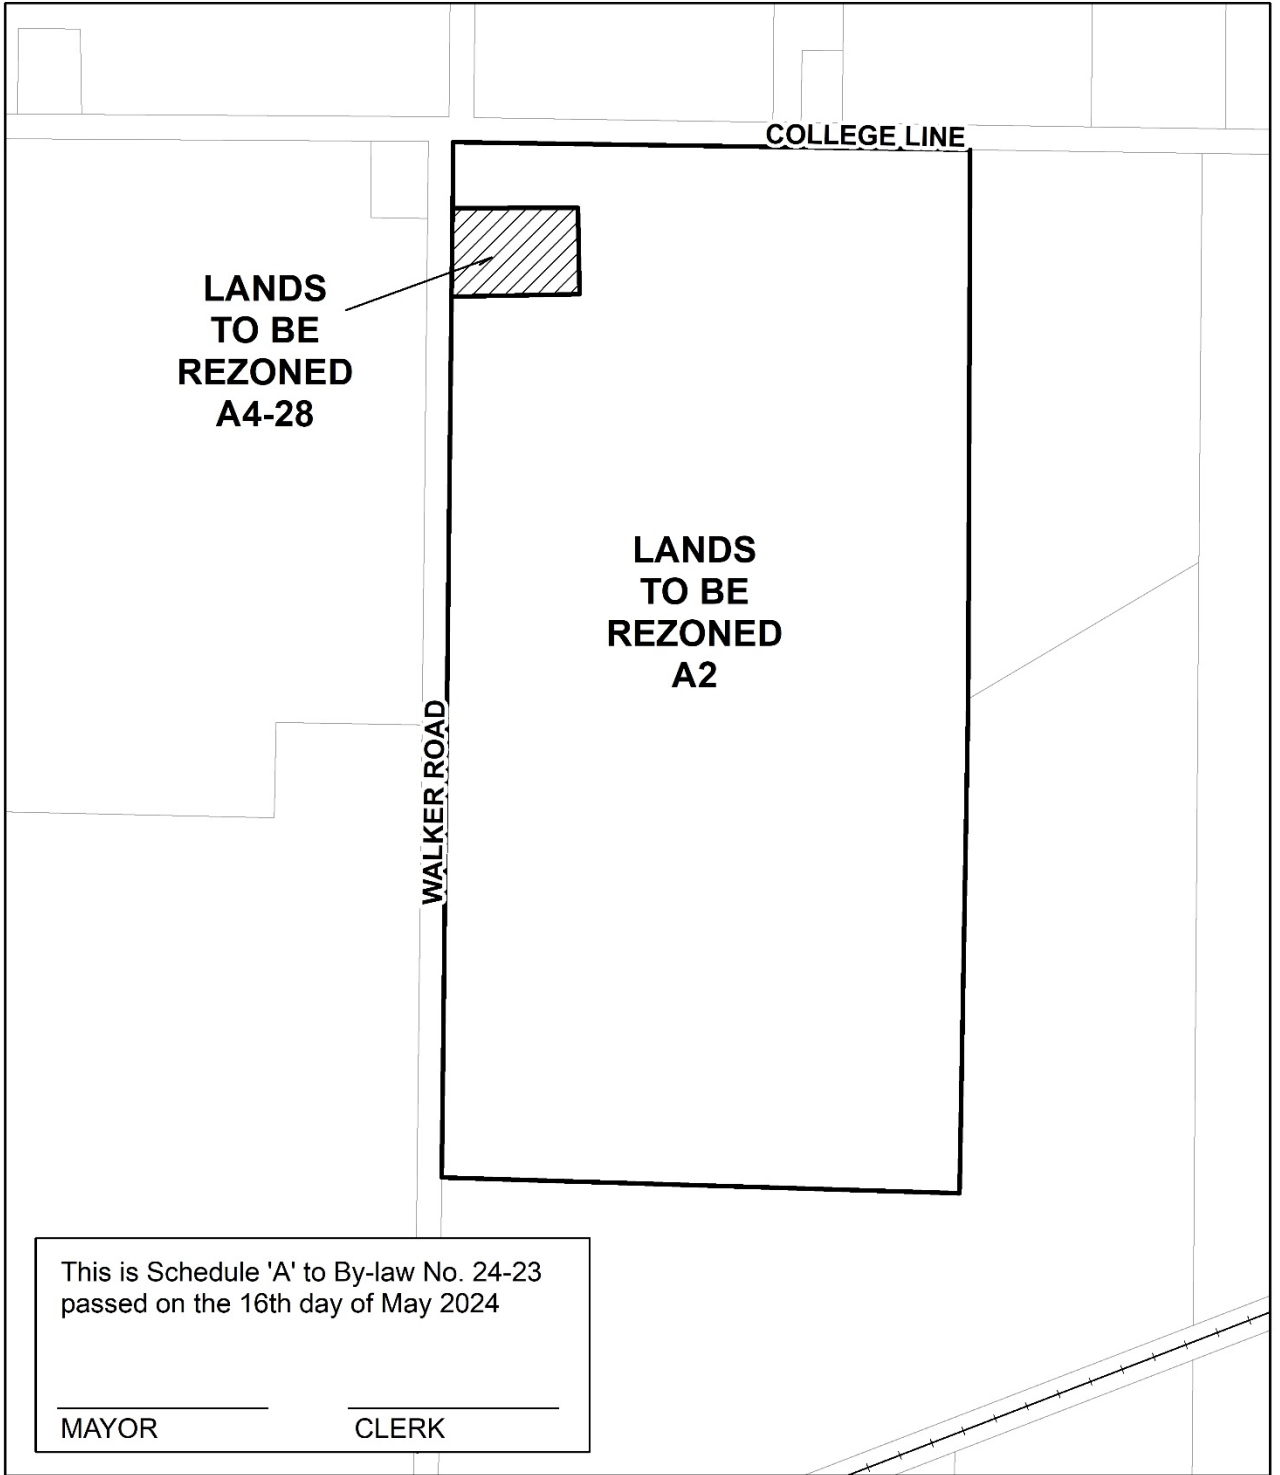 COLLEGE LINE
LANDS
TO BE
REZONED
A4-28
LANDS
TO BE
REZONED
A2
WALKER ROAD
This is Schedule 'A' to By-law No. 24-23
passed on the 16th day of May 2024
MAYOR
CLERK